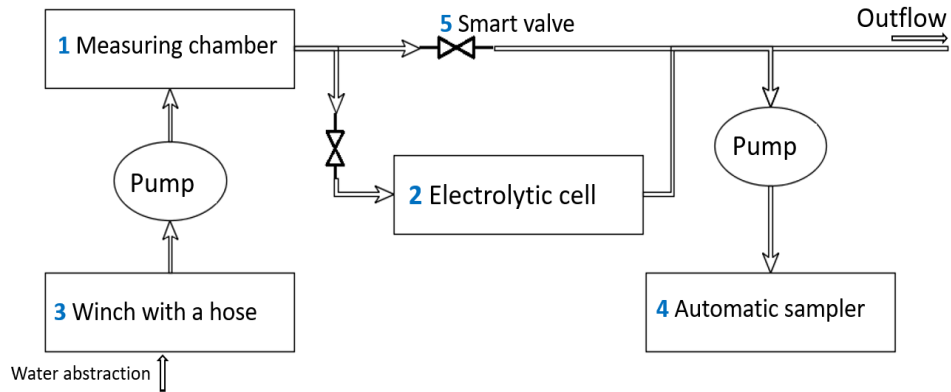 5 Smart valve
Outflow
1 Measuring chamber
Pump
Pump
2 Electrolytic cell
3 Winch with a hose
4 Automatic sampler
Water abstraction